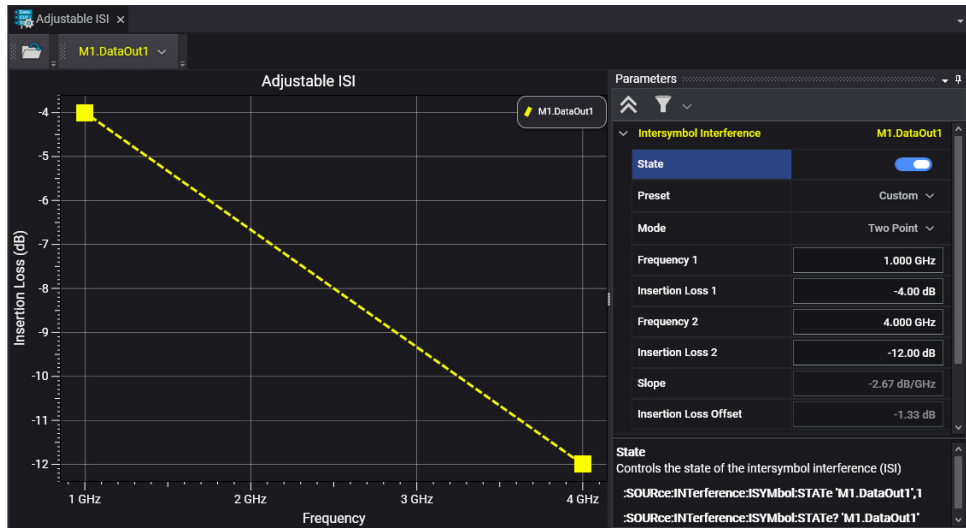 Adjustable ISI ×
M1.DataOut1
Adjustable ISI
M1.DataOut1
Insertion Loss (dB)
-4
-5
-6
-7
-8
-9
-10
-11
-12
1 GHz 2 GHz 3 GHz 4 GHz
Frequency
Parameters
Intersymbol Interference M1.DataOut1
State
Preset Custom
Mode Two Point
Frequency 1 1.000 GHz
Insertion Loss 1 -4.00 dB
Frequency 2 4.000 GHz
Insertion Loss 2 -12.00 dB
Slope -2.67 dB/GHz
Insertion Loss Offset -1.33 dB
State
Controls the state of the intersymbol interference (ISI)
:SOURce:INTerference:ISYMbol:STATe 'M1.DataOut1',1
:SOURce:INTerference:ISYMbol:STATe? 'M1.DataOut1'